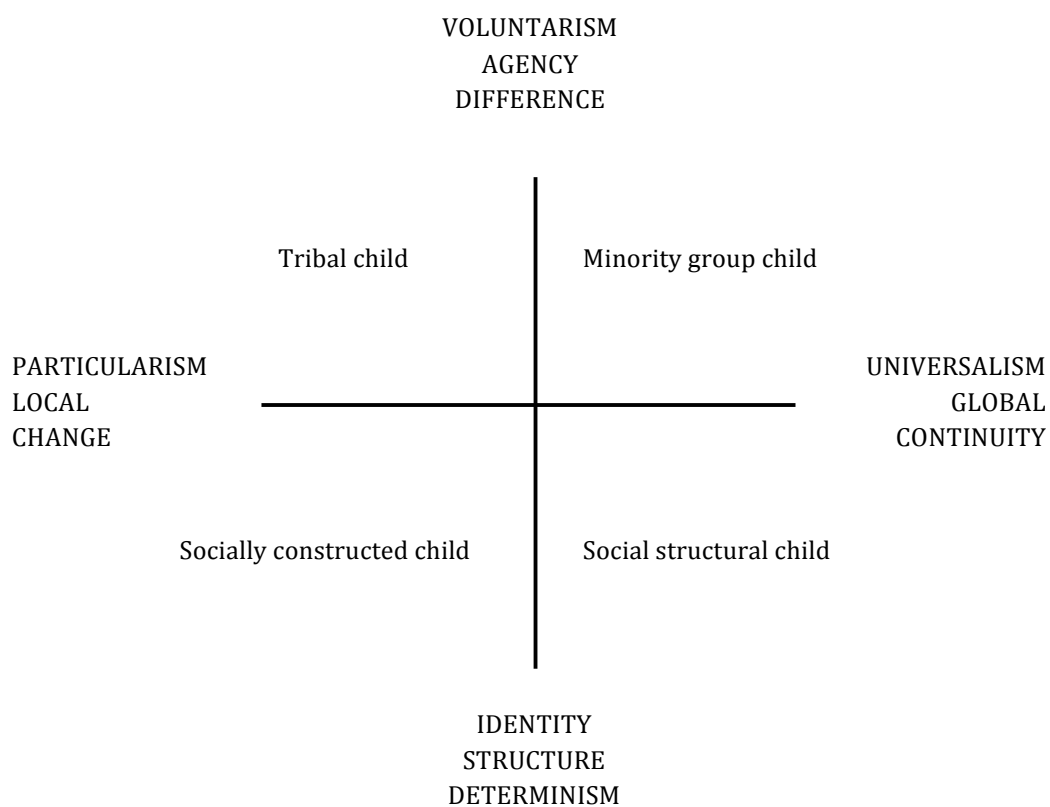 VOLUNTARISM
AGENCY
DIFFERENCE
Tribal child
Minority group child
PARTICULARISM
LOCAL
CHANGE
UNIVERSALISM
GLOBAL
CONTINUITY
Socially constructed child
Social structural child
IDENTITY
STRUCTURE
DETERMINISM